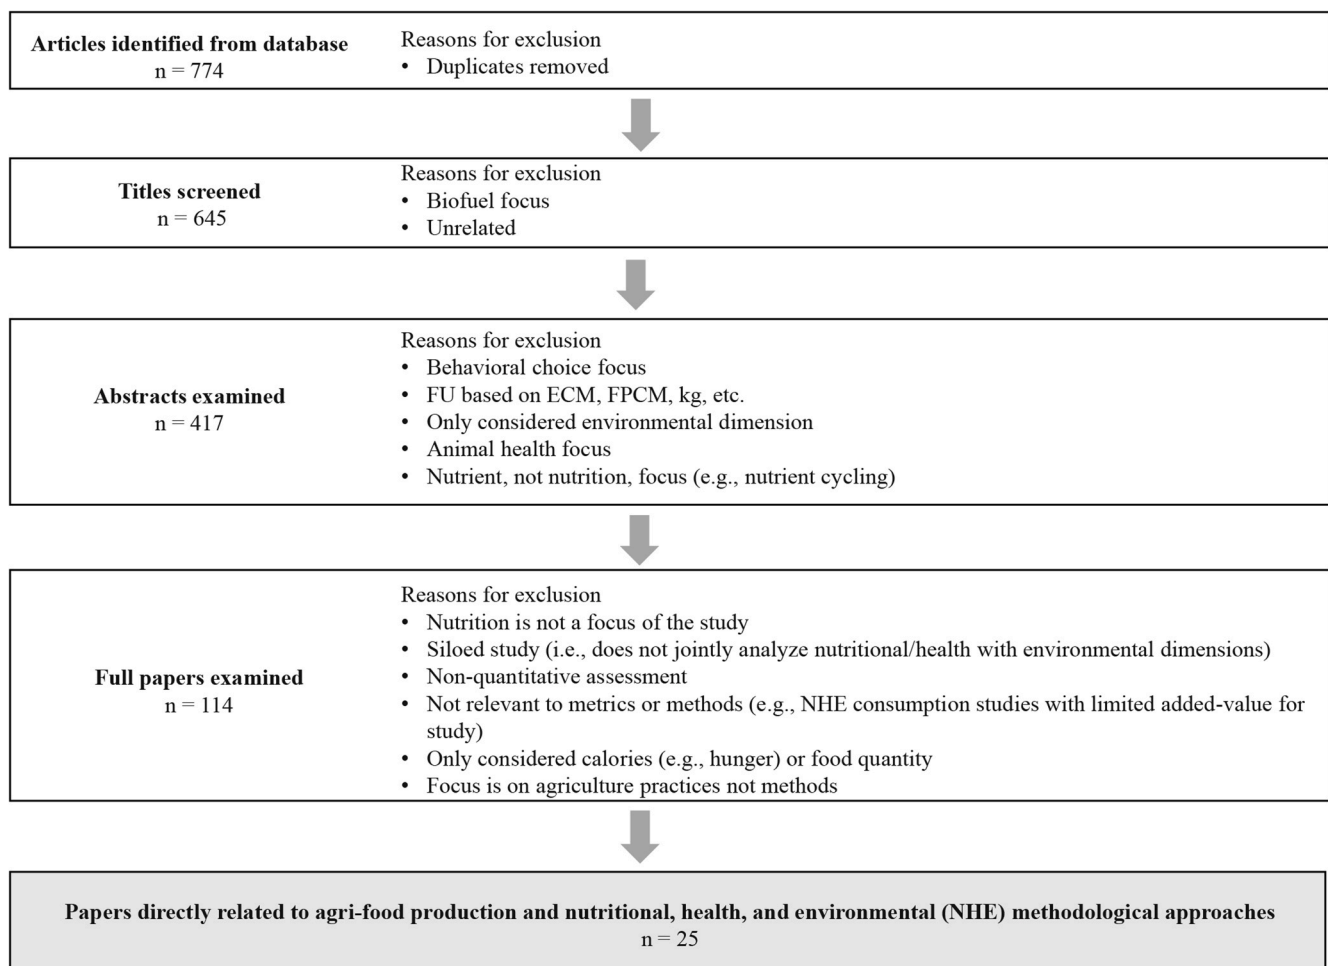 Articles identified from database
n = 774
Reasons for exclusion
• Duplicates removed
Titles screened
n = 645
Reasons for exclusion
• Biofuel focus
• Unrelated
Abstracts examined
n = 417
Reasons for exclusion
• Behavioral choice focus
• FU based on ECM, FPCM, kg, etc.
• Only considered environmental dimension
• Animal health focus
• Nutrient, not nutrition, focus (e.g., nutrient cycling)
Full papers examined
n = 114
Reasons for exclusion
• Nutrition is not a focus of the study
• Siloed study (i.e., does not jointly analyze nutritional/health with environmental dimensions)
• Non-quantitative assessment
• Not relevant to metrics or methods (e.g., NHE consumption studies with limited added-value for
study)
• Only considered calories (e.g., hunger) or food quantity
• Focus is on agriculture practices not methods
Papers directly related to agri-food production and nutritional, health, and environmental (NHE) methodological approaches
n = 25